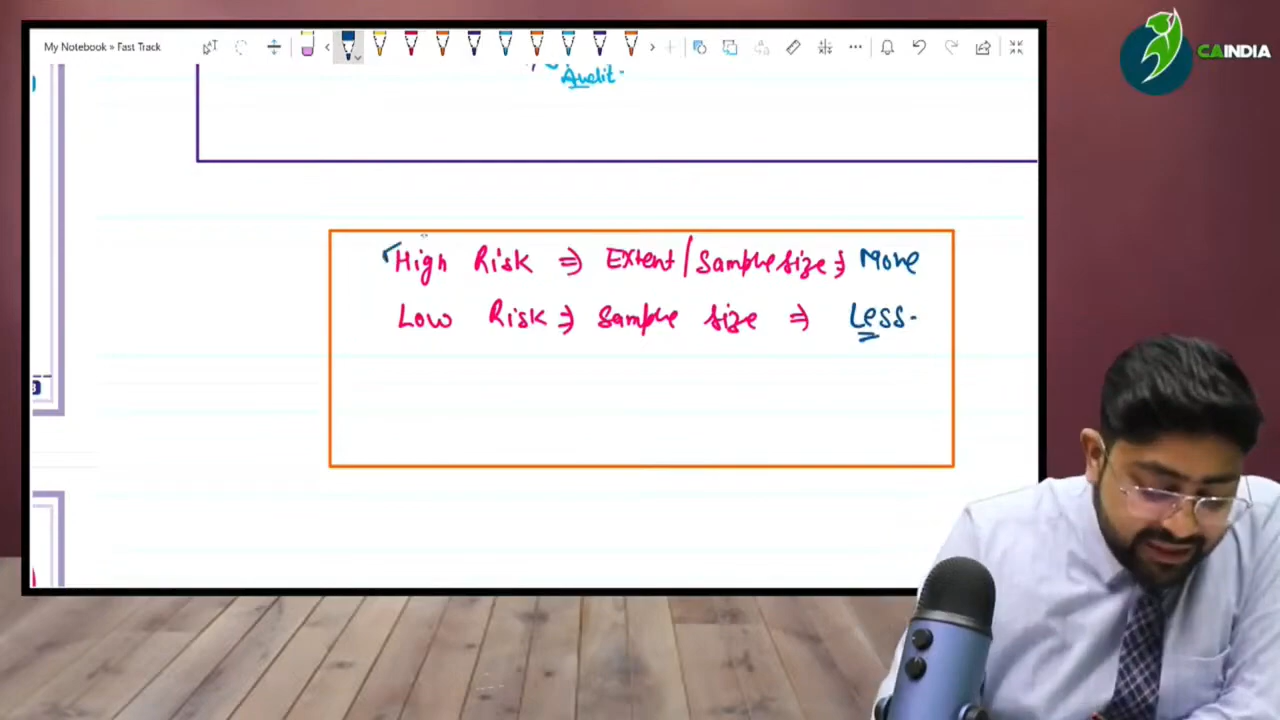 My Notebook » Fast Track
CAINDIA
Audit.
High Risk ⇒ Extent/Sample size ⇒ More
Low Risk ⇒ Sample size ⇒ Less.